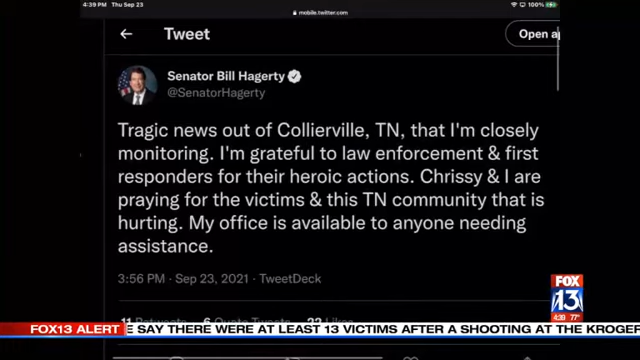 4:39 PM Thu Sep 23
100%
mobile.twitter.com
Tweet
Senator Bill Hagerty
@SenatorHagerty
Tragic news out of Collierville, TN, that I'm closely
monitoring. I'm grateful to law enforcement & first
responders for their heroic actions. Chrissy & I are
praying for the victims & this TN community that is
hurting. My office is available to anyone needing
assistance.
3:56 PM · Sep 23, 2021 · TweetDeck
11 Retweets 6 Quote Tweets 22 Likes
FOX
13
4:39 77°
FOX13 ALERT
E SAY THERE WERE AT LEAST 13 VICTIMS AFTER A SHOOTING AT THE KROGER